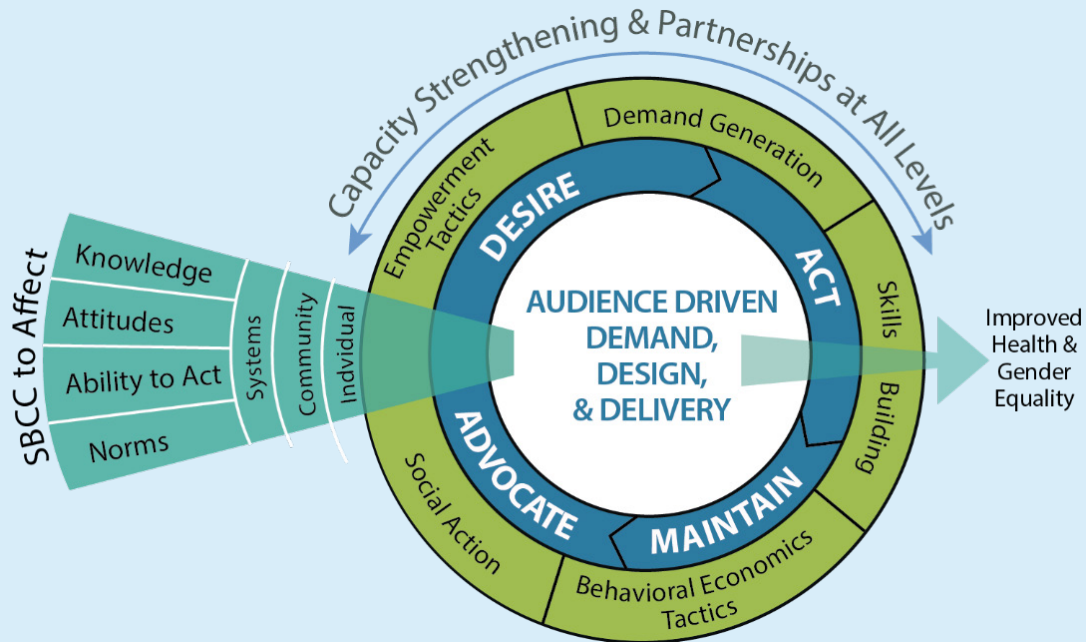 Capacity Strengthening & Partnerships at All Levels
SBCC to Affect
Knowledge
Attitudes
Ability to Act
Norms
Systems
Community
Indvidual
Empowerment
Tactics
Demand Generation
Skills Building
Behavioral Economics
Tactics
Social Action
DESIRE
ACT
MAINTAIN
ADVOCATE
AUDIENCE DRIVEN
DEMAND,
DESIGN,
& DELIVERY
Improved
Health &
Gender
Equality